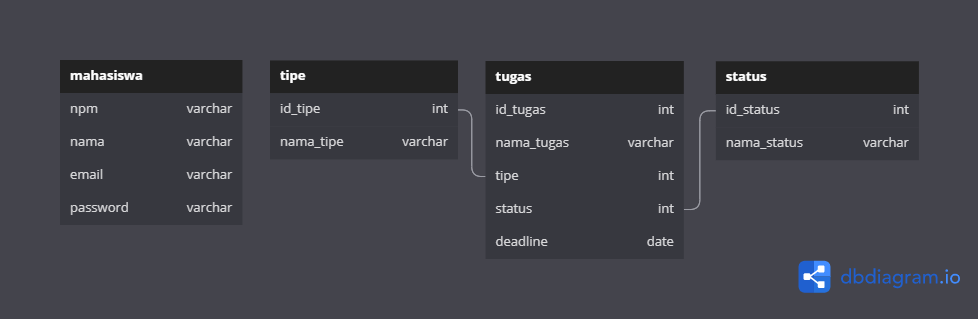 mahasiswa
npm varchar
nama varchar
email varchar
password varchar
tipe
id_tipe int
nama_tipe varchar
tugas
id_tugas int
nama_tugas varchar
tipe int
status int
deadline date
status
id_status int
nama_status varchar
dbdiagram.io